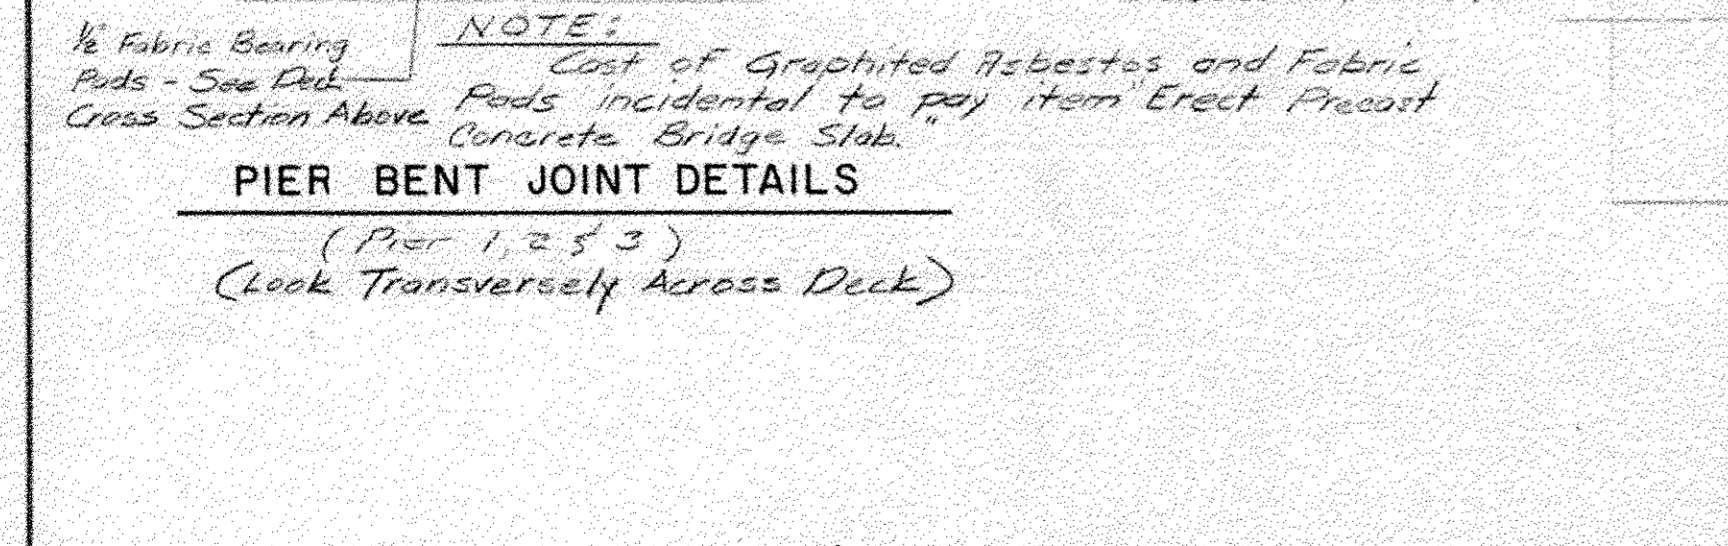 ½" Fabric Bearing
Pads - See Deck
Cross Section Above
NOTE:
Cost of Graphited Asbestos and Fabric
Pads incidental to pay item "Erect Precast
Concrete Bridge Slab."
PIER BENT JOINT DETAILS
(Pier 1, 2 & 3)
(Look Transversely Across Deck)